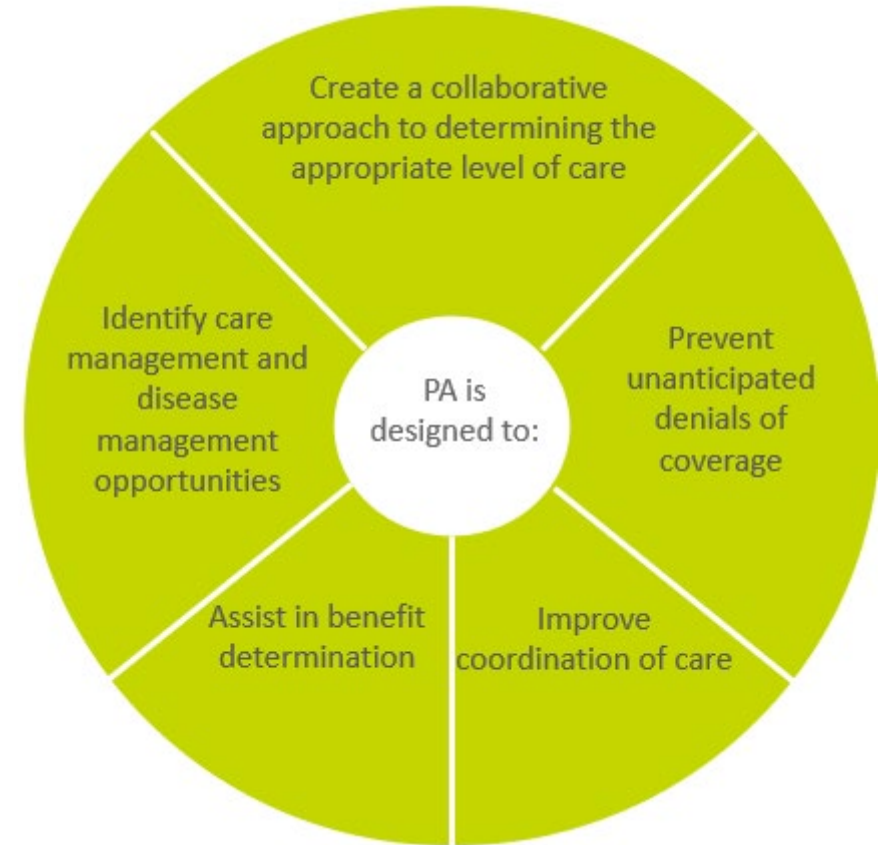 Create a collaborative
approach to determining the
appropriate level of care
Prevent
unanticipated
denials of
coverage
Improve
coordination of care
Assist in benefit
determination
Identify care
management and
disease
management
opportunities
PA is
designed to: